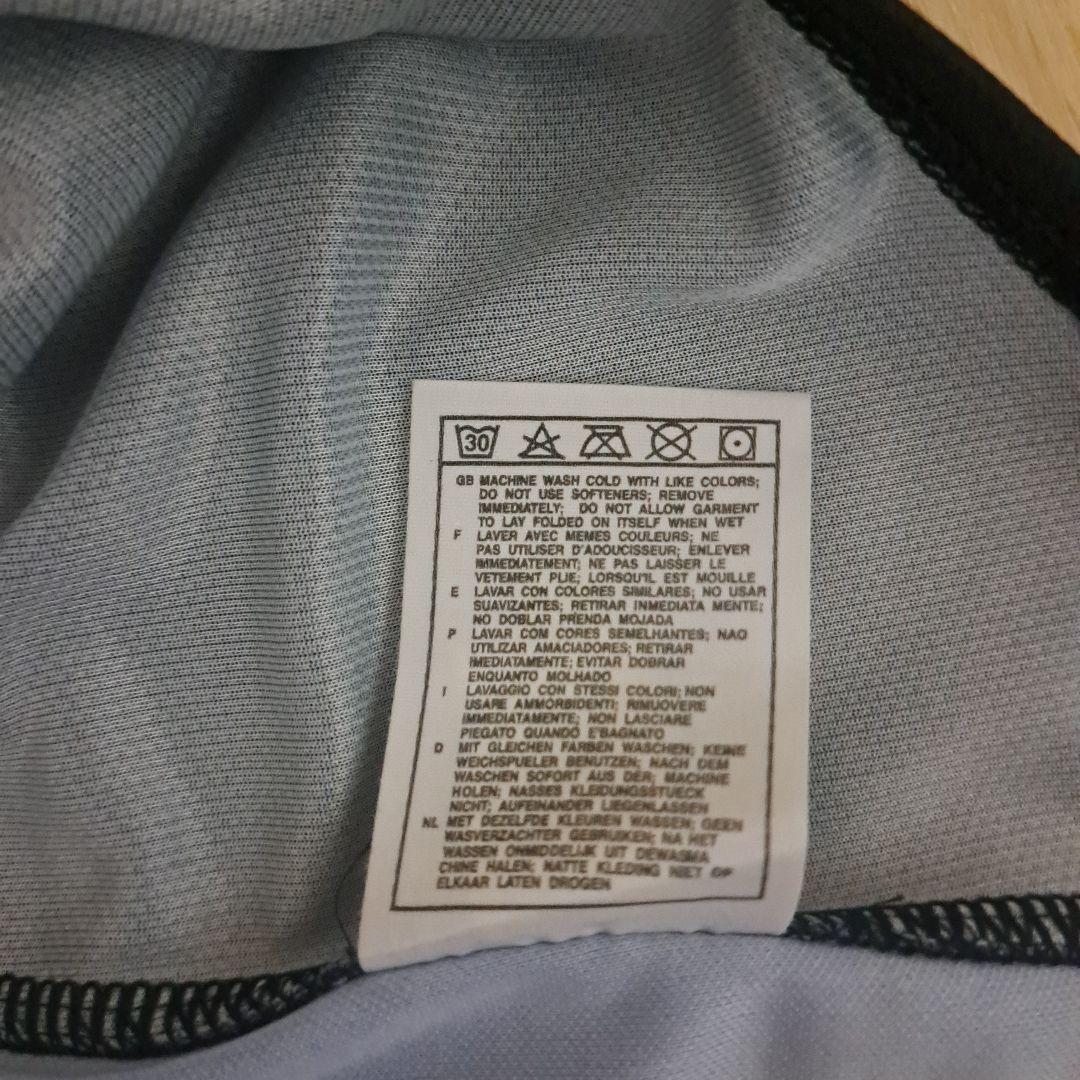 30
GB MACHINE WASH COLD WITH LIKE COLORS;
DO NOT USE SOFTENERS; REMOVE
IMMEDIATELY; DO NOT ALLOW GARMENT
TO LAY FOLDED ON ITSELF WHEN WET
F LAVER AVEC MEMES COULEURS; NE
PAS UTILISER D'ADOUCISSEUR; ENLEVER
IMMEDIATEMENT; NE PAS LAISSER LE
VETEMENT PLIE; LORSQU'IL EST MOUILLE
E LAVAR CON COLORES SIMILARES; NO USAR
SUAVIZANTES; RETIRAR INMEDIATA MENTE;
NO DOBLAR PRENDA MOJADA
P LAVAR COM CORES SEMELHANTES; NAO
UTILIZAR AMACIADORES; RETIRAR
IMEDIATAMENTE; EVITAR DOBRAR
ENQUANTO MOLHADO
I LAVAGGIO CON STESSI COLORI; NON
USARE AMMORBIDENTI; RIMUOVERE
IMMEDIATAMENTE; NON LASCIARE
PIEGATO QUANDO E'BAGNATO
D MIT GLEICHEN FARBEN WASCHEN; KEINE
WEICHSPUELER BENUTZEN; NACH DEM
WASCHEN SOFORT AUS DER; MACHINE
HOLEN; NASSES KLEIDUNGSSTUECK
NICHT; AUFEINANDER LIEGENLASSEN
NL MET DEZELFDE KLEUREN WASSEN; GEEN
WASVERZACHTER GEBRUIKEN; NA HET
WASSEN ONMIDDELIJK UIT DEWASMA
CHINE HALEN; NATTE KLEDING NIET OP
ELKAAR LATEN DROGEN